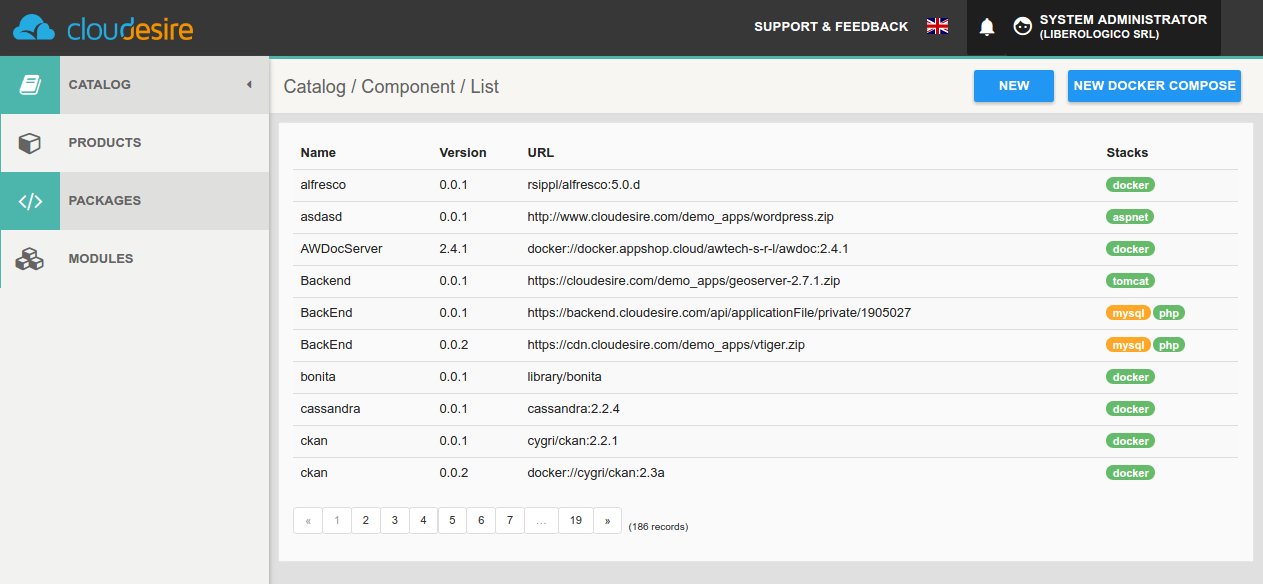 cloudesire
SUPPORT & FEEDBACK
SYSTEM ADMINISTRATOR
(LIBEROLOGICO SRL)
CATALOG
PRODUCTS
PACKAGES
MODULES
Catalog / Component / List
NEW
NEW DOCKER COMPOSE
Name Version URL Stacks
alfresco 0.0.1 rsippl/alfresco:5.0.d docker
asdasd 0.0.1 http://www.cloudesire.com/demo_apps/wordpress.zip aspnet
AWDocServer 2.4.1 docker://docker.appshop.cloud/awtech-s-r-l/awdoc:2.4.1 docker
Backend 0.0.1 https://cloudesire.com/demo_apps/geoserver-2.7.1.zip tomcat
BackEnd 0.0.1 https://backend.cloudesire.com/api/applicationFile/private/1905027 mysql php
BackEnd 0.0.2 https://cdn.cloudesire.com/demo_apps/vtiger.zip mysql php
bonita 0.0.1 library/bonita docker
cassandra 0.0.1 cassandra:2.2.4 docker
ckan 0.0.1 cygri/ckan:2.2.1 docker
ckan 0.0.2 docker://cygri/ckan:2.3a docker
« 1 2 3 4 5 6 7 ... 19 » (186 records)